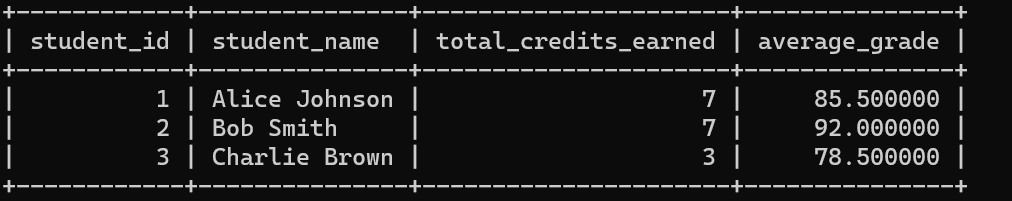 +------------+---------------+----------------------+---------------+
| student_id | student_name  | total_credits_earned | average_grade |
+------------+---------------+----------------------+---------------+
|          1 | Alice Johnson |                    7 |     85.500000 |
|          2 | Bob Smith     |                    7 |     92.000000 |
|          3 | Charlie Brown |                    3 |     78.500000 |
+------------+---------------+----------------------+---------------+